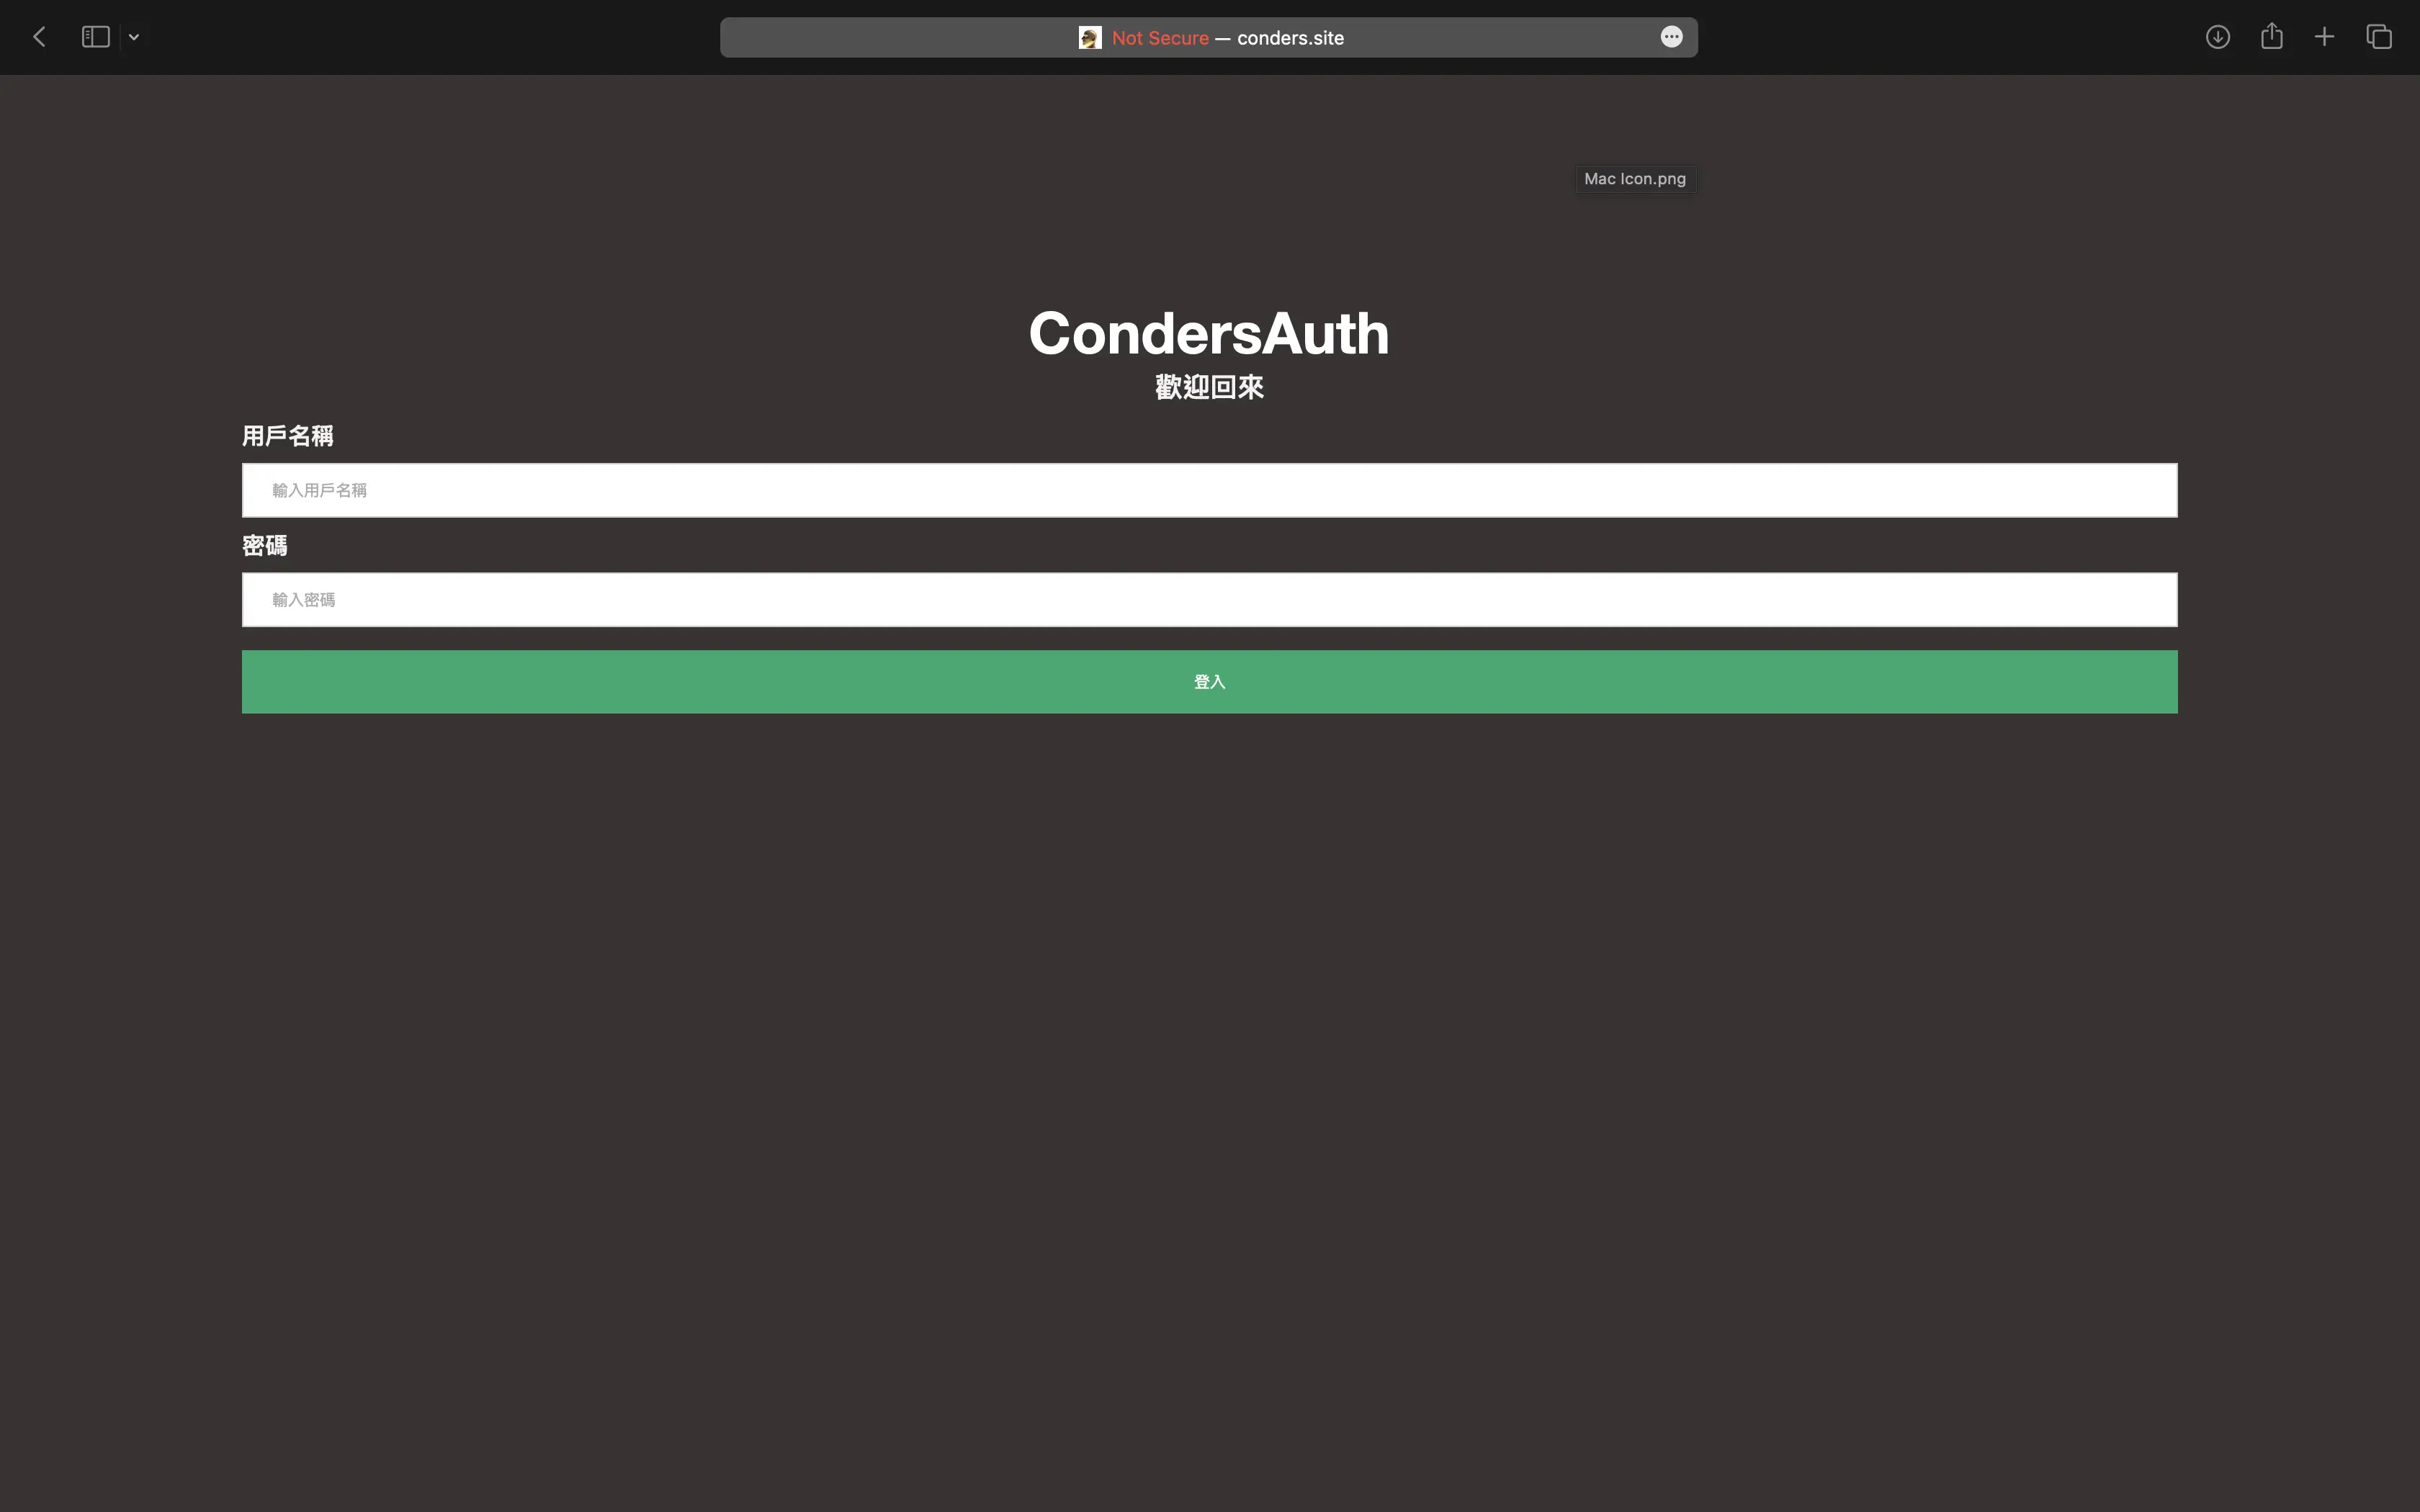 Not Secure — conders.site
Mac Icon.png
CondersAuth
歡迎回來
用戶名稱
輸入用戶名稱
密碼
輸入密碼
登入